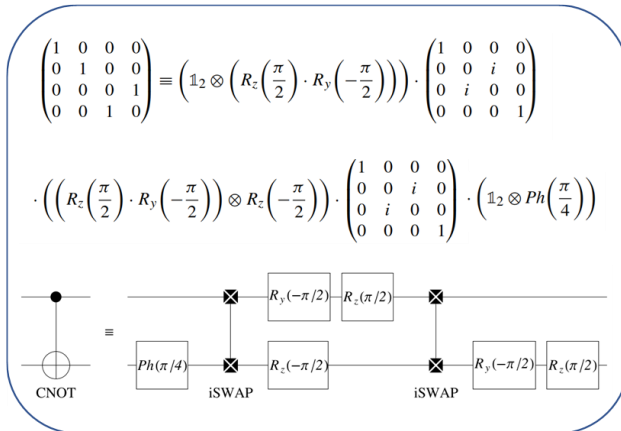 (1 0 0 0
0 1 0 0
0 0 0 1
0 0 1 0) ≡ (𝟙₂ ⊗ (R_z(π/2) · R_y(−π/2))) · (1 0 0 0
0 0 i 0
0 i 0 0
0 0 0 1)
· ((R_z(π/2) · R_y(−π/2)) ⊗ R_z(−π/2)) · (1 0 0 0
0 0 i 0
0 i 0 0
0 0 0 1) · (𝟙₂ ⊗ Ph(π/4))
R_y(−π/2) R_z(π/2)
≡
Ph(π/4) R_z(−π/2) R_y(−π/2) R_z(π/2)
CNOT iSWAP iSWAP